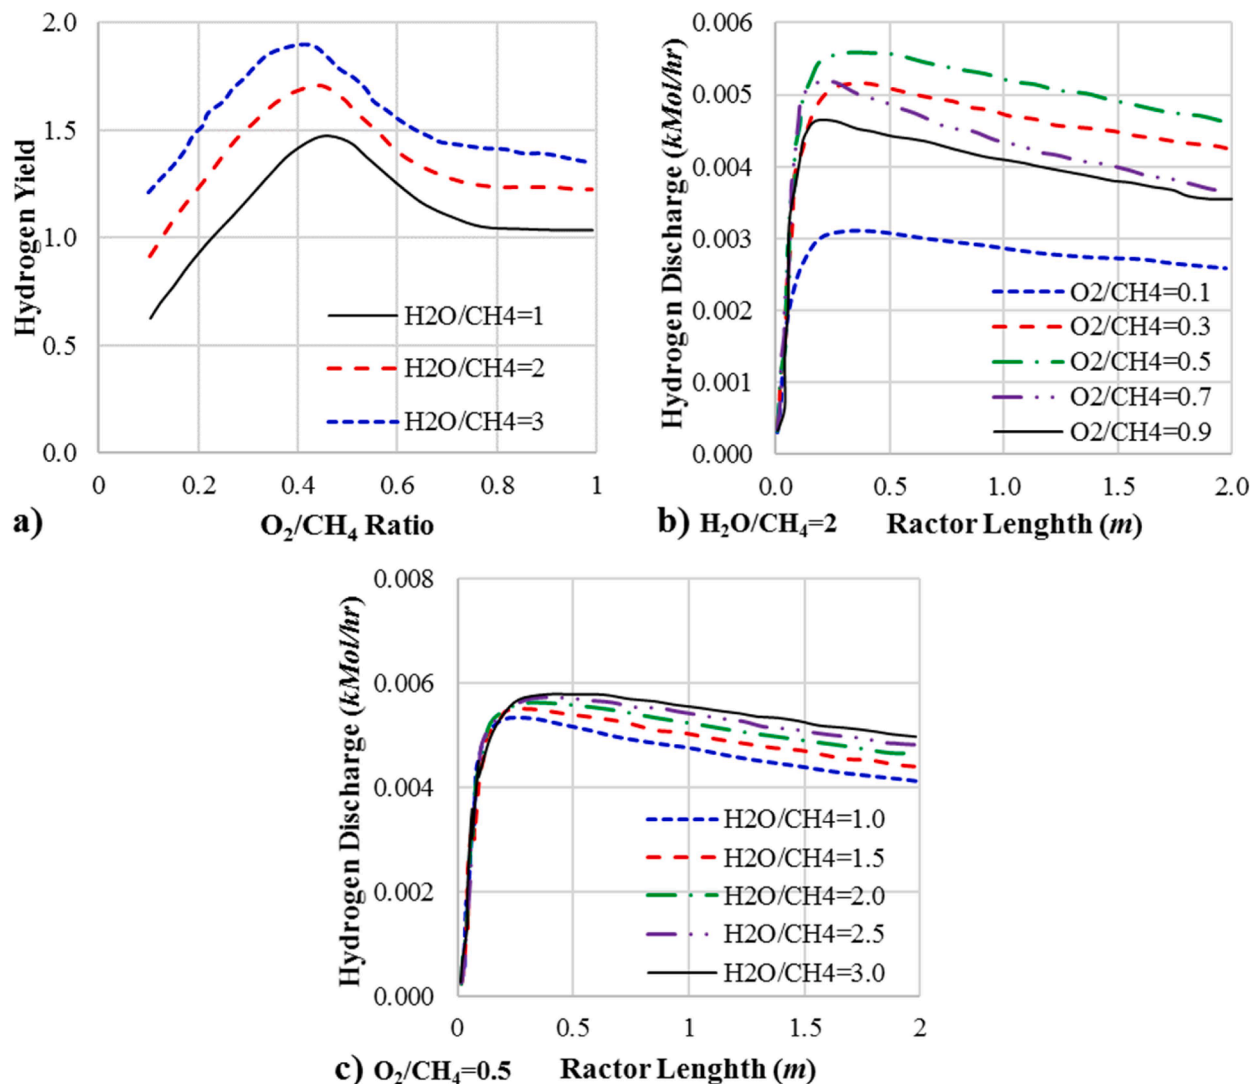 2.0
1.5
1.0
0.5
0.0
Hydrogen Yield
H2O/CH4=1
H2O/CH4=2
H2O/CH4=3
0 0.2 0.4 0.6 0.8 1
a) O₂/CH₄ Ratio
0.006
0.005
0.004
0.003
0.002
0.001
0.000
Hydrogen Discharge (kMol/hr)
O2/CH4=0.1
O2/CH4=0.3
O2/CH4=0.5
O2/CH4=0.7
O2/CH4=0.9
0.0 0.5 1.0 1.5 2.0
b) H₂O/CH₄=2 Ractor Lenghth (m)
0.008
0.006
0.004
0.002
0.000
Hydrogen Discharge (kMol/hr)
H2O/CH4=1.0
H2O/CH4=1.5
H2O/CH4=2.0
H2O/CH4=2.5
H2O/CH4=3.0
0 0.5 1 1.5 2
c) O₂/CH₄=0.5 Ractor Lenghth (m)